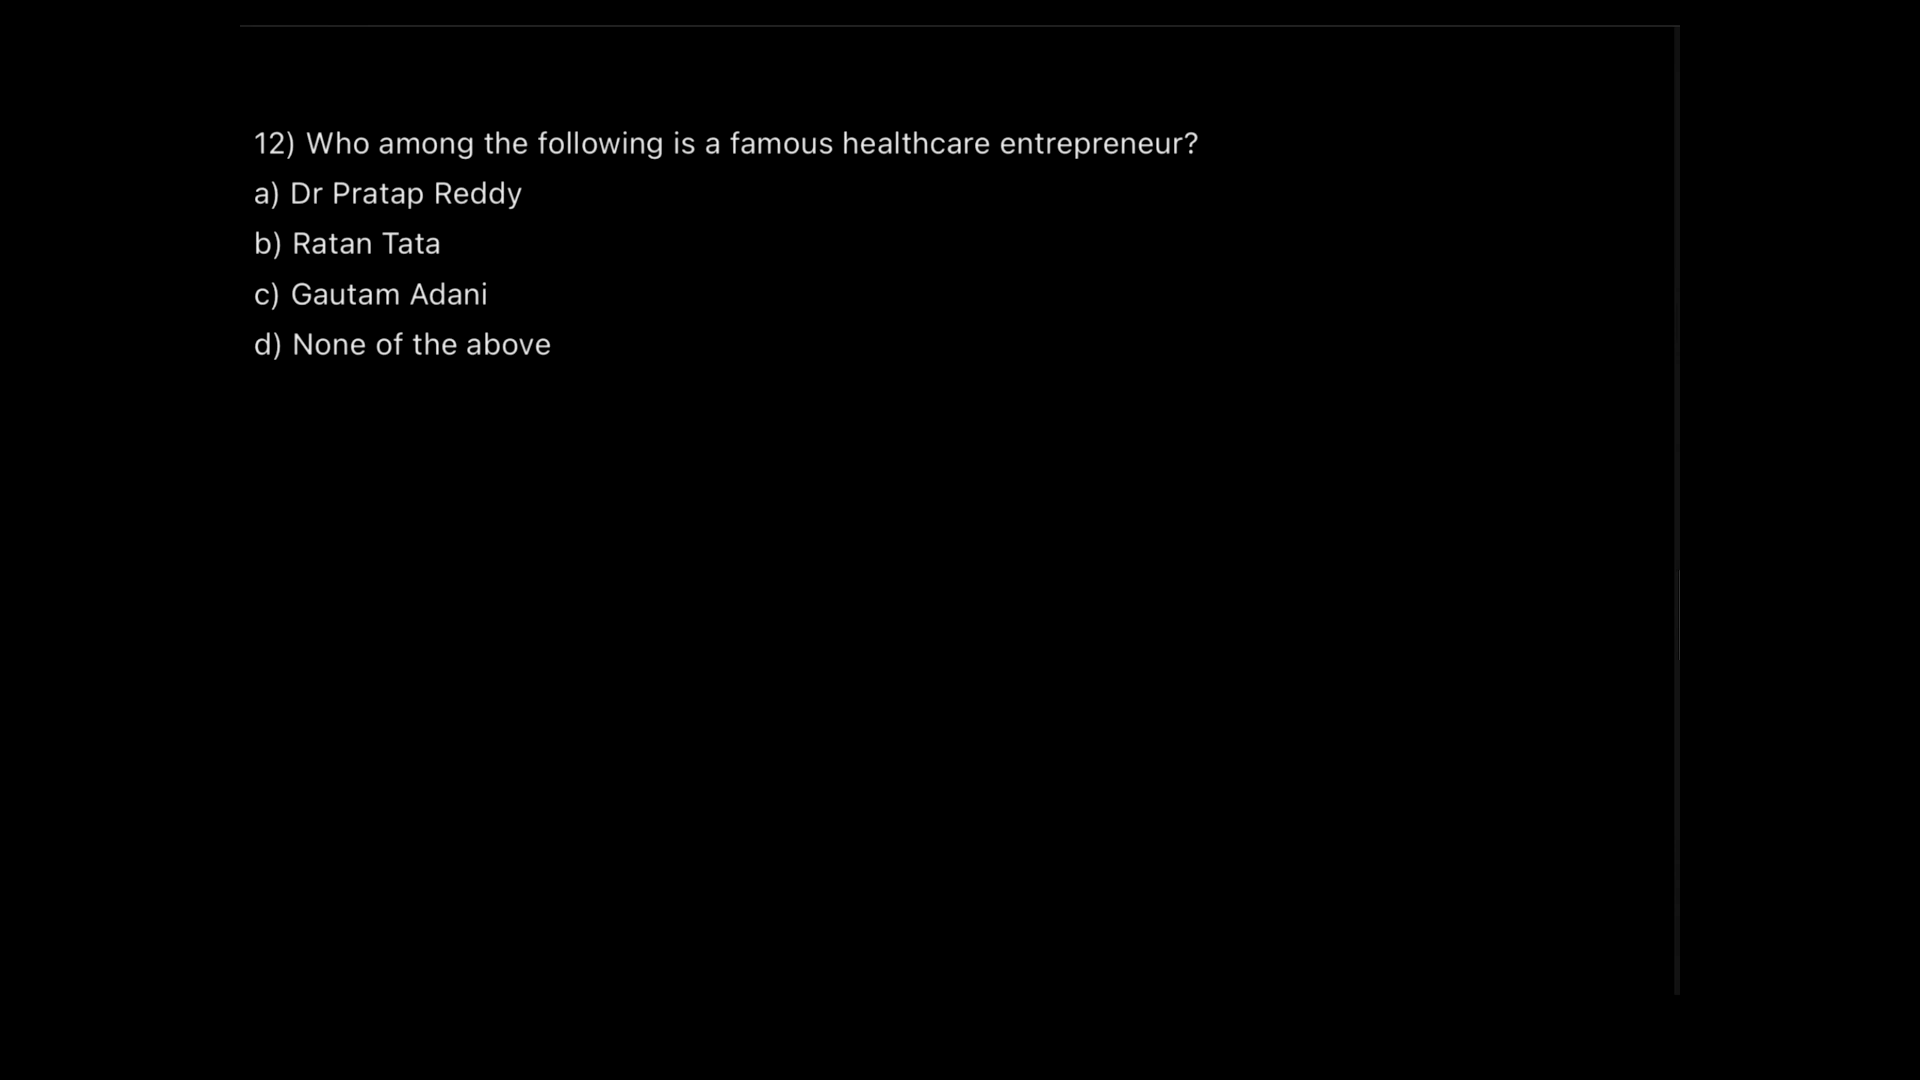 12) Who among the following is a famous healthcare entrepreneur?
a) Dr Pratap Reddy
b) Ratan Tata
c) Gautam Adani
d) None of the above